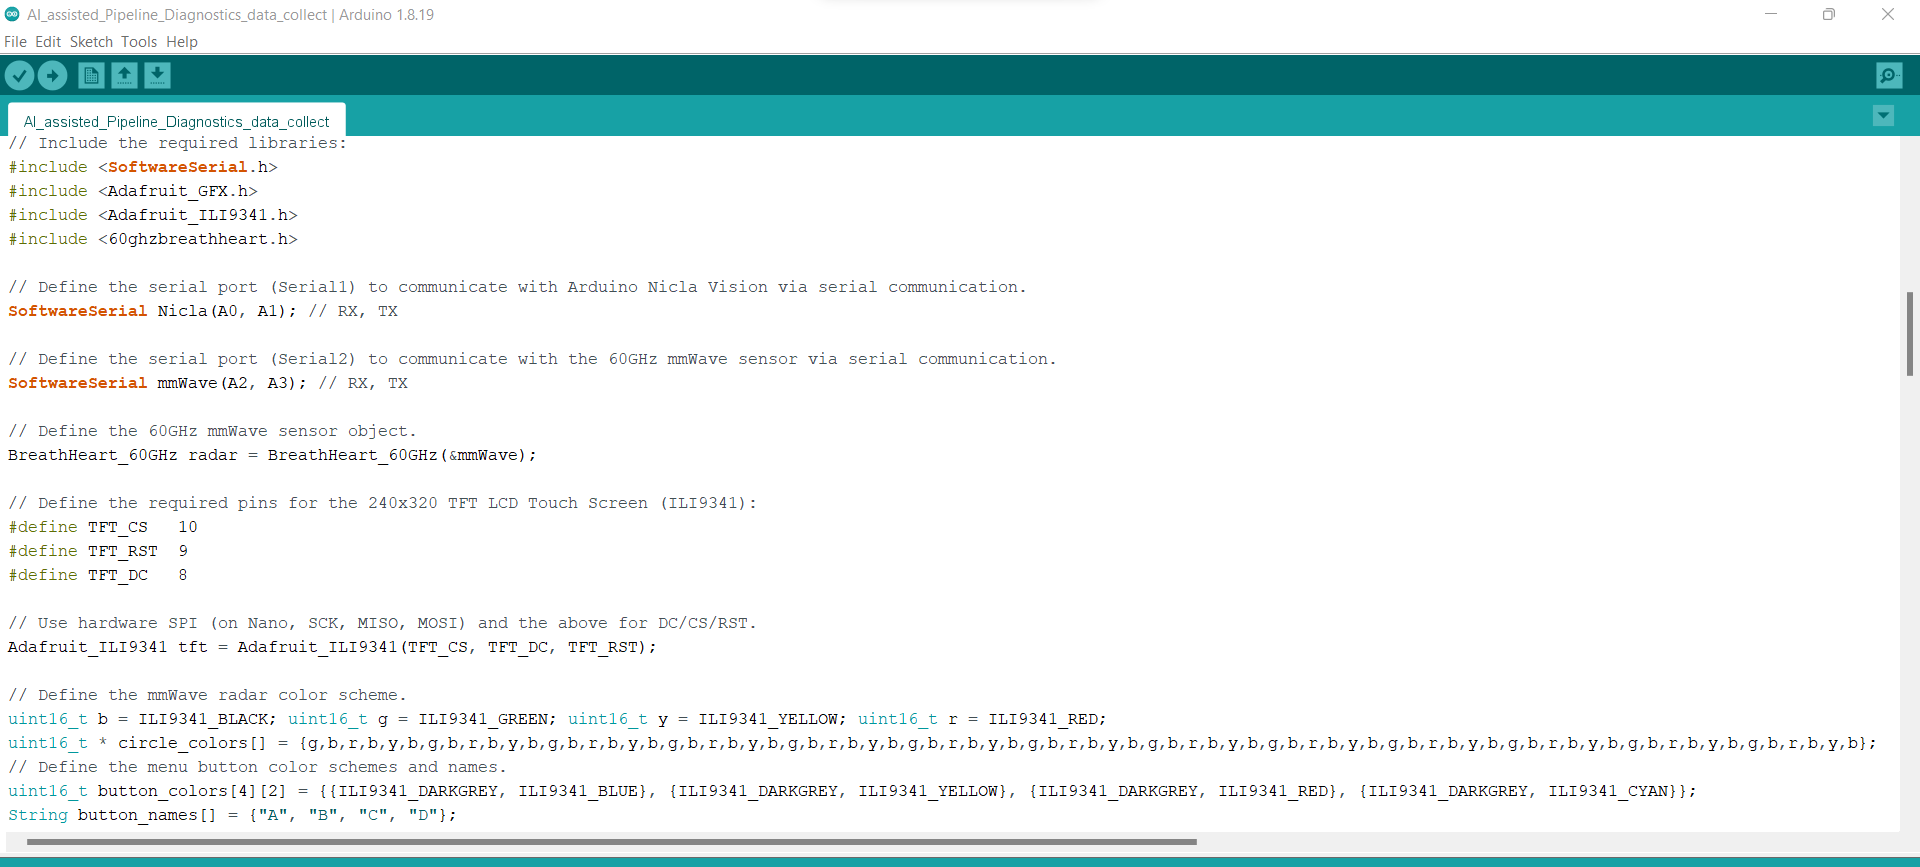 AI_assisted_Pipeline_Diagnostics_data_collect | Arduino 1.8.19
File Edit Sketch Tools Help
AI_assisted_Pipeline_Diagnostics_data_collect
// Include the required libraries:
#include <SoftwareSerial.h>
#include <Adafruit_GFX.h>
#include <Adafruit_ILI9341.h>
#include <60ghzbreathheart.h>
// Define the serial port (Serial1) to communicate with Arduino Nicla Vision via serial communication.
SoftwareSerial Nicla(A0, A1); // RX, TX
// Define the serial port (Serial2) to communicate with the 60GHz mmWave sensor via serial communication.
SoftwareSerial mmWave(A2, A3); // RX, TX
// Define the 60GHz mmWave sensor object.
BreathHeart_60GHz radar = BreathHeart_60GHz(&mmWave);
// Define the required pins for the 240x320 TFT LCD Touch Screen (ILI9341):
#define TFT_CS   10
#define TFT_RST  9
#define TFT_DC   8
// Use hardware SPI (on Nano, SCK, MISO, MOSI) and the above for DC/CS/RST.
Adafruit_ILI9341 tft = Adafruit_ILI9341(TFT_CS, TFT_DC, TFT_RST);
// Define the mmWave radar color scheme.
uint16_t b = ILI9341_BLACK; uint16_t g = ILI9341_GREEN; uint16_t y = ILI9341_YELLOW; uint16_t r = ILI9341_RED;
uint16_t * circle_colors[] = {g,b,r,b,y,b,g,b,r,b,y,b,g,b,r,b,y,b,g,b,r,b,y,b,g,b,r,b,y,b,g,b,r,b,y,b,g,b,r,b,y,b,g,b,r,b,y,b,g,b,r,b,y,b,g,b,r,b,y,b,g,b,r,b,y,b,g,b,r,b,y,b,g,b,r,b,y,b};
// Define the menu button color schemes and names.
uint16_t button_colors[4][2] = {{ILI9341_DARKGREY, ILI9341_BLUE}, {ILI9341_DARKGREY, ILI9341_YELLOW}, {ILI9341_DARKGREY, ILI9341_RED}, {ILI9341_DARKGREY, ILI9341_CYAN}};
String button_names[] = {"A", "B", "C", "D"};